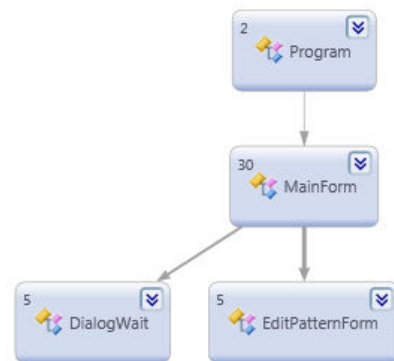 2
Program
30
MainForm
5
DialogWait
5
EditPatternForm